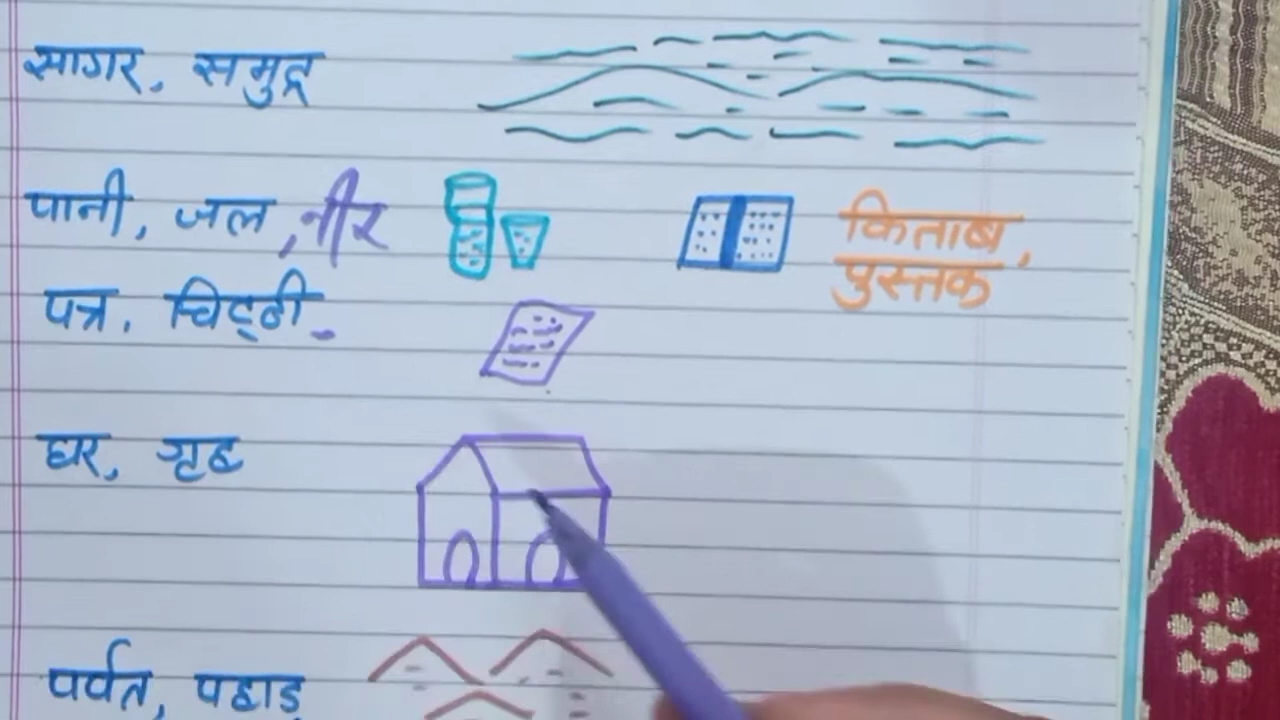 सागर, समुद्र
पानी, जल, नीर
किताब,
पुस्तक
पत्र, चिट्ठी
घर, गृह
पर्वत, पहाड़